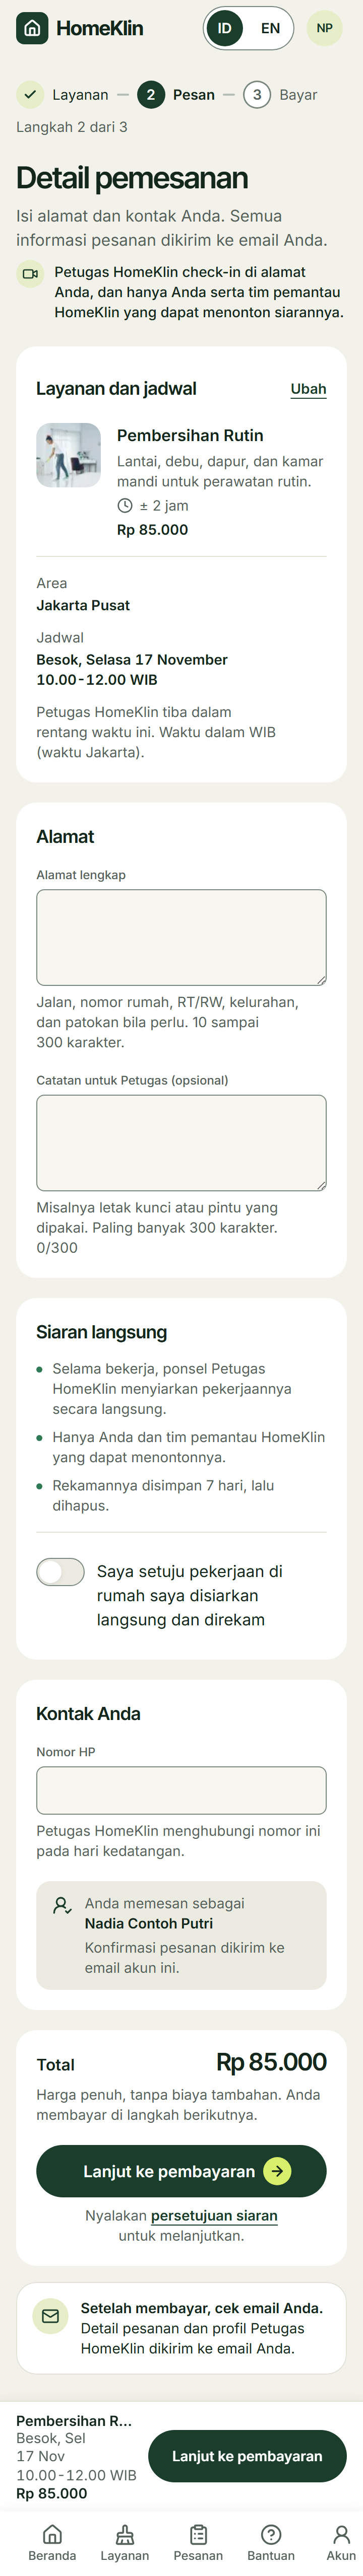 HomeKlin
ID EN NP
Layanan 2 Pesan 3 Bayar
Langkah 2 dari 3
Detail pemesanan
Isi alamat dan kontak Anda. Semua
informasi pesanan dikirim ke email Anda.
Petugas HomeKlin check-in di alamat
Anda, dan hanya Anda serta tim pemantau
HomeKlin yang dapat menonton siarannya.
Layanan dan jadwal Ubah
Pembersihan Rutin
Lantai, debu, dapur, dan kamar
mandi untuk perawatan rutin.
± 2 jam
Rp 85.000
Area
Jakarta Pusat
Jadwal
Besok, Selasa 17 November
10.00-12.00 WIB
Petugas HomeKlin tiba dalam
rentang waktu ini. Waktu dalam WIB
(waktu Jakarta).
Alamat
Alamat lengkap
Jalan, nomor rumah, RT/RW, kelurahan,
dan patokan bila perlu. 10 sampai
300 karakter.
Catatan untuk Petugas (opsional)
Misalnya letak kunci atau pintu yang
dipakai. Paling banyak 300 karakter.
0/300
Siaran langsung
Selama bekerja, ponsel Petugas
HomeKlin menyiarkan pekerjaannya
secara langsung.
Hanya Anda dan tim pemantau HomeKlin
yang dapat menontonnya.
Rekamannya disimpan 7 hari, lalu
dihapus.
Saya setuju pekerjaan di
rumah saya disiarkan
langsung dan direkam
Kontak Anda
Nomor HP
Petugas HomeKlin menghubungi nomor ini
pada hari kedatangan.
Anda memesan sebagai
Nadia Contoh Putri
Konfirmasi pesanan dikirim ke
email akun ini.
Total Rp 85.000
Harga penuh, tanpa biaya tambahan. Anda
membayar di langkah berikutnya.
Lanjut ke pembayaran
Nyalakan persetujuan siaran
untuk melanjutkan.
Setelah membayar, cek email Anda.
Detail pesanan dan profil Petugas
HomeKlin dikirim ke email Anda.
Pembersihan R...
Besok, Sel
17 Nov
10.00-12.00 WIB
Rp 85.000
Lanjut ke pembayaran
Beranda Layanan Pesanan Bantuan Akun